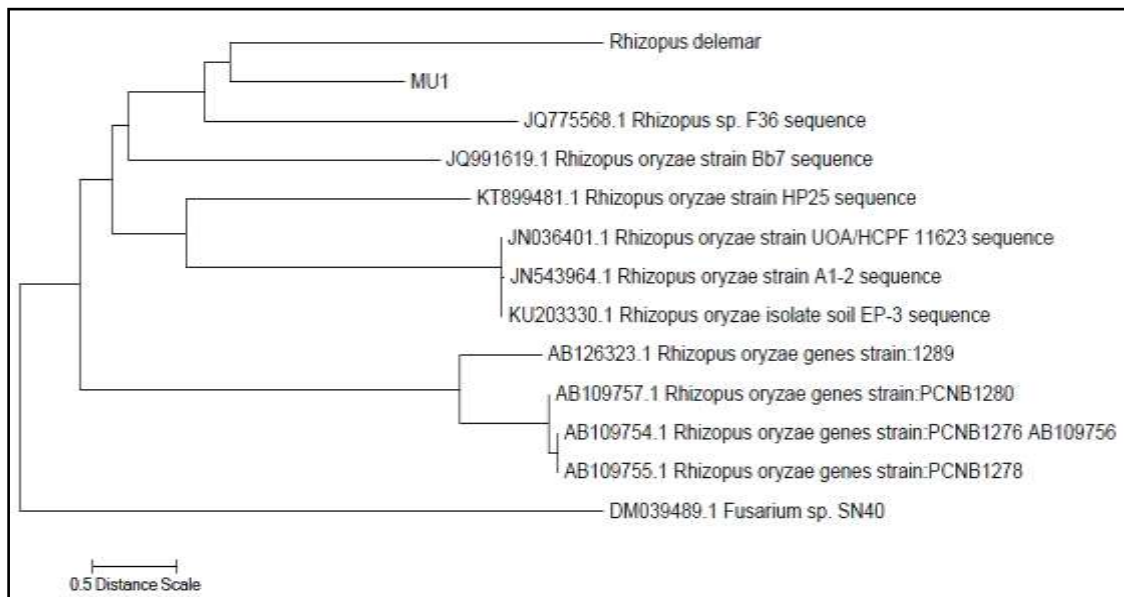 Rhizopus delemar
MU1
JQ775568.1 Rhizopus sp. F36 sequence
JQ991619.1 Rhizopus oryzae strain Bb7 sequence
KT899481.1 Rhizopus oryzae strain HP25 sequence
JN036401.1 Rhizopus oryzae strain UOA/HCPF 11623 sequence
JN543964.1 Rhizopus oryzae strain A1-2 sequence
KU203330.1 Rhizopus oryzae isolate soil EP-3 sequence
AB126323.1 Rhizopus oryzae genes strain:1289
AB109757.1 Rhizopus oryzae genes strain:PCNB1280
AB109754.1 Rhizopus oryzae genes strain:PCNB1276 AB109756
AB109755.1 Rhizopus oryzae genes strain:PCNB1278
DM039489.1 Fusarium sp. SN40
0.5 Distance Scale